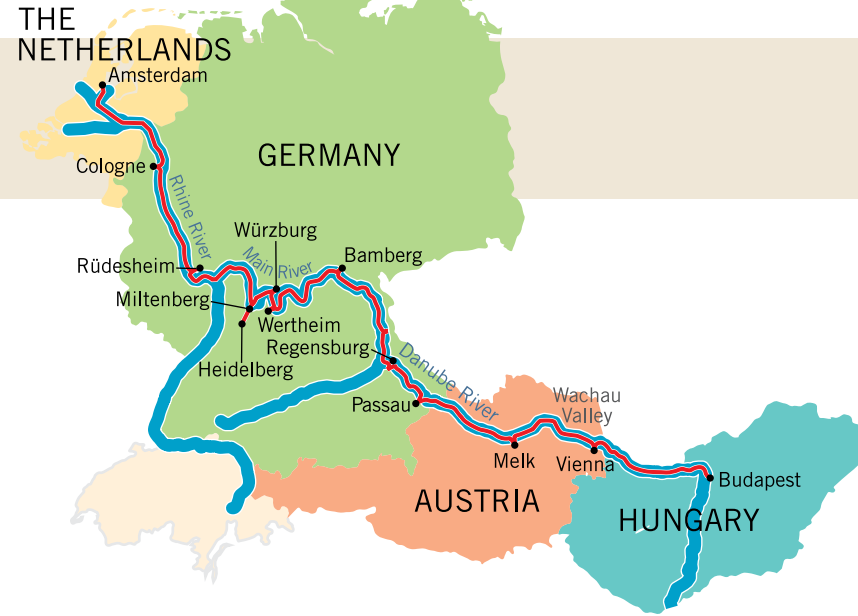 THE
NETHERLANDS
Amsterdam
GERMANY
Cologne
Rhine River
Würzburg
Main River
Bamberg
Rüdesheim
Miltenberg
Wertheim
Regensburg
Heidelberg
Danube River
Passau
Wachau
Valley
Melk
Vienna
Budapest
AUSTRIA
HUNGARY